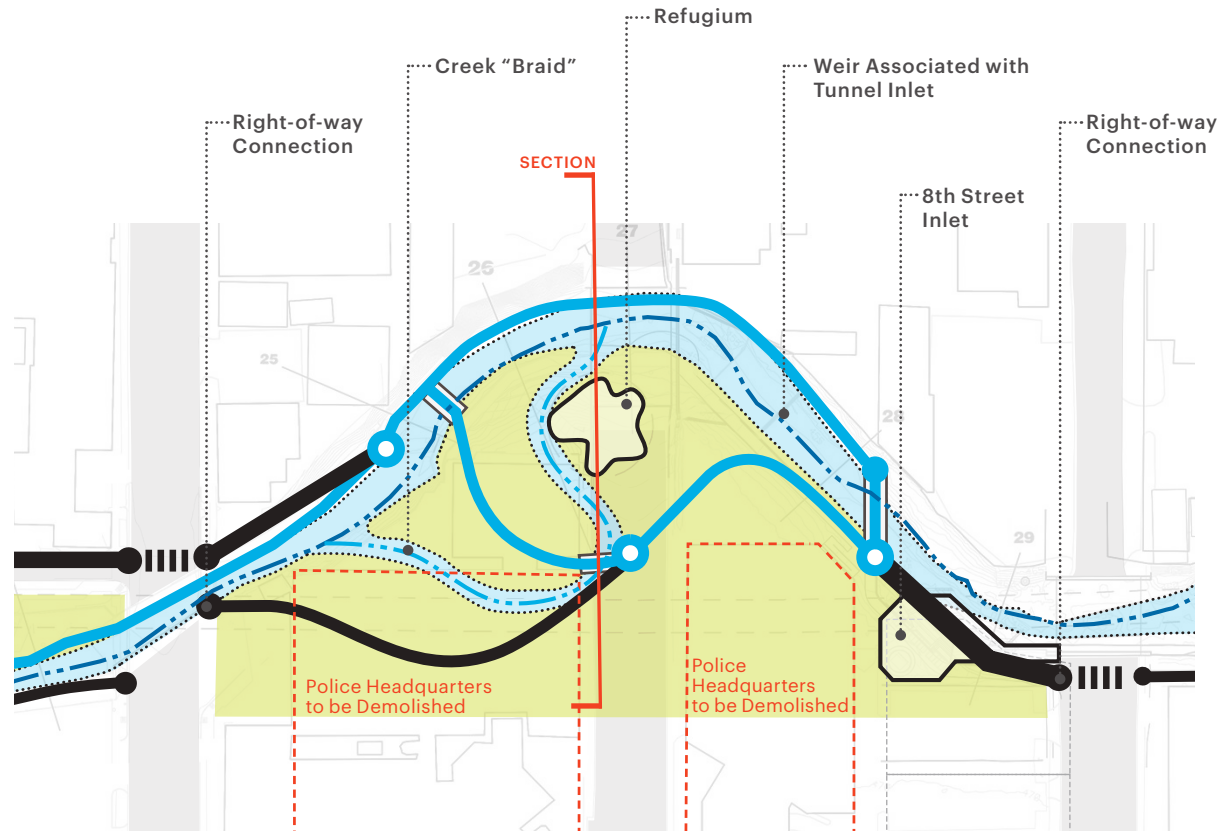 Refugium
Creek “Braid”
Weir Associated with
Tunnel Inlet
Right-of-way
Connection
Right-of-way
Connection
SECTION
8th Street
Inlet
27
26
25
28
29
Police Headquarters
to be Demolished
Police
Headquarters
to be Demolished